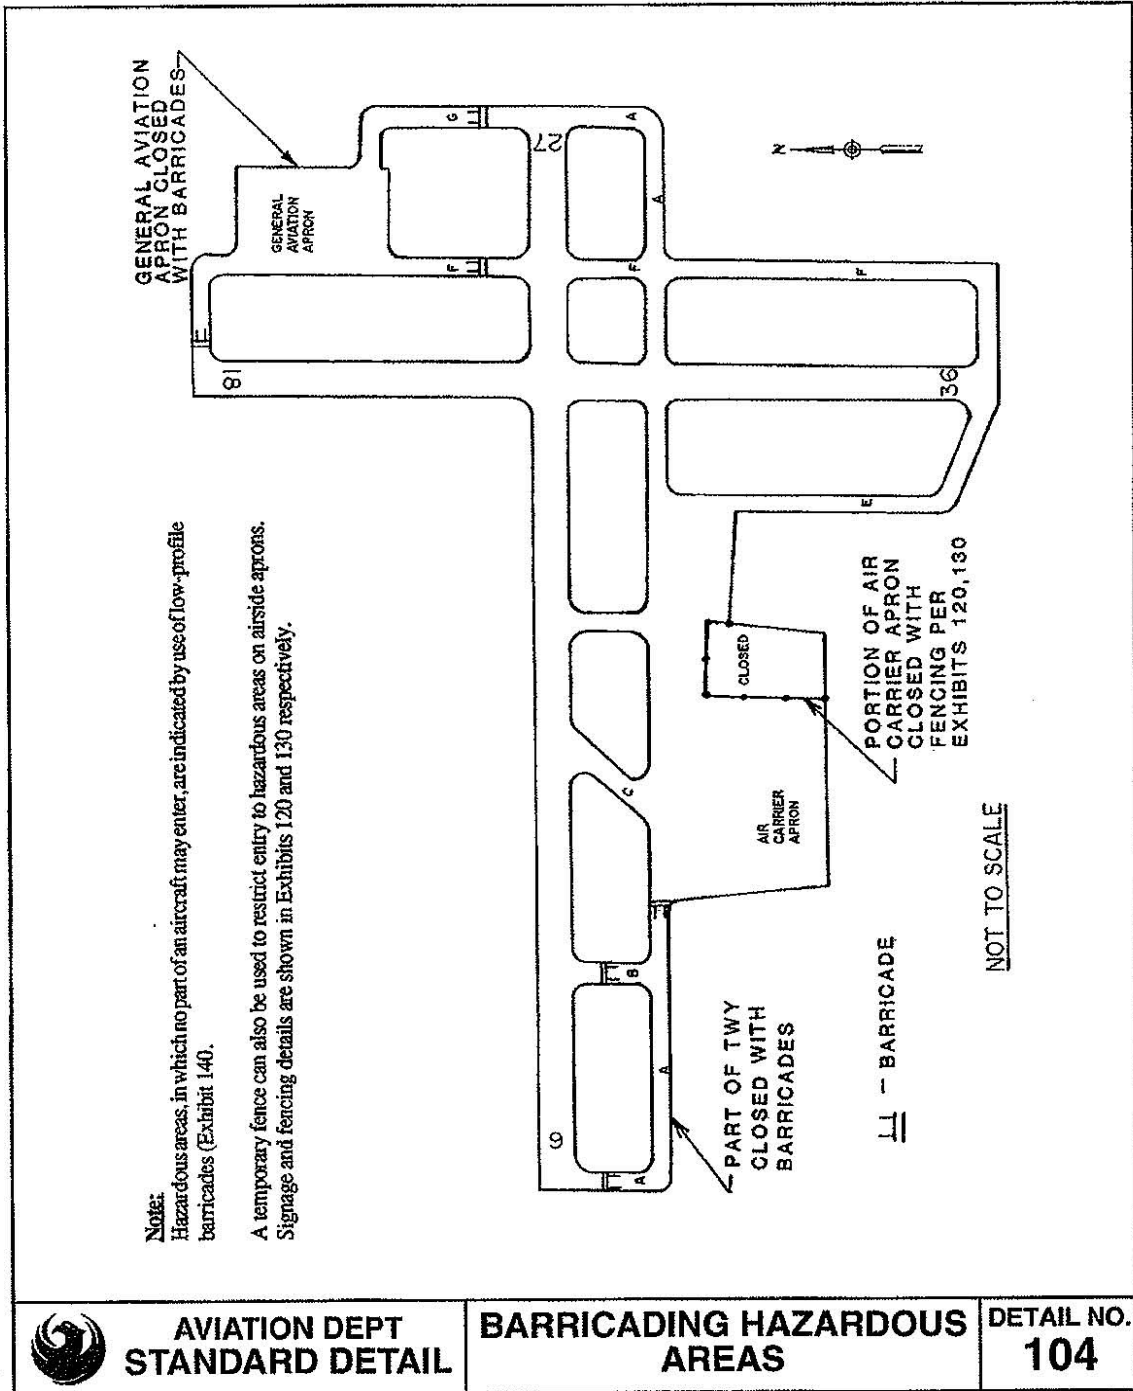 Note:
Hazardous areas, in which no part of an aircraft may enter, are indicated by use of low-profile
barricades (Exhibit 140.
A temporary fence can also be used to restrict entry to hazardous areas on airside aprons.
Signage and fencing details are shown in Exhibits 120 and 130 respectively.
GENERAL AVIATION
APRON CLOSED
WITH BARRICADES
GENERAL
AVIATION
APRON
18
G
F
27
A
A
F
F
N
9
A
B
C
A
36
E
CLOSED
AIR
CARRIER
APRON
PART OF TWY
CLOSED WITH
BARRICADES
PORTION OF AIR
CARRIER APRON
CLOSED WITH
FENCING PER
EXHIBITS 120,130
- BARRICADE
NOT TO SCALE
AVIATION DEPT
STANDARD DETAIL
BARRICADING HAZARDOUS
AREAS
DETAIL NO.
104